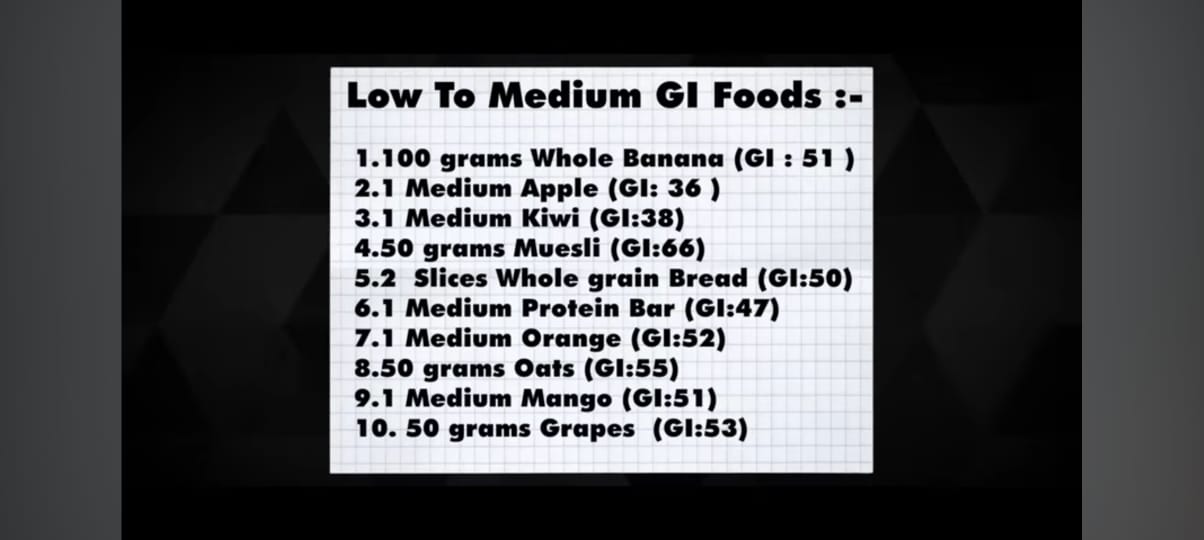 Low To Medium GI Foods :-
1.100 grams Whole Banana (GI : 51 )
2.1 Medium Apple (GI: 36 )
3.1 Medium Kiwi (GI:38)
4.50 grams Muesli (GI:66)
5.2 Slices Whole grain Bread (GI:50)
6.1 Medium Protein Bar (GI:47)
7.1 Medium Orange (GI:52)
8.50 grams Oats (GI:55)
9.1 Medium Mango (GI:51)
10. 50 grams Grapes (GI:53)